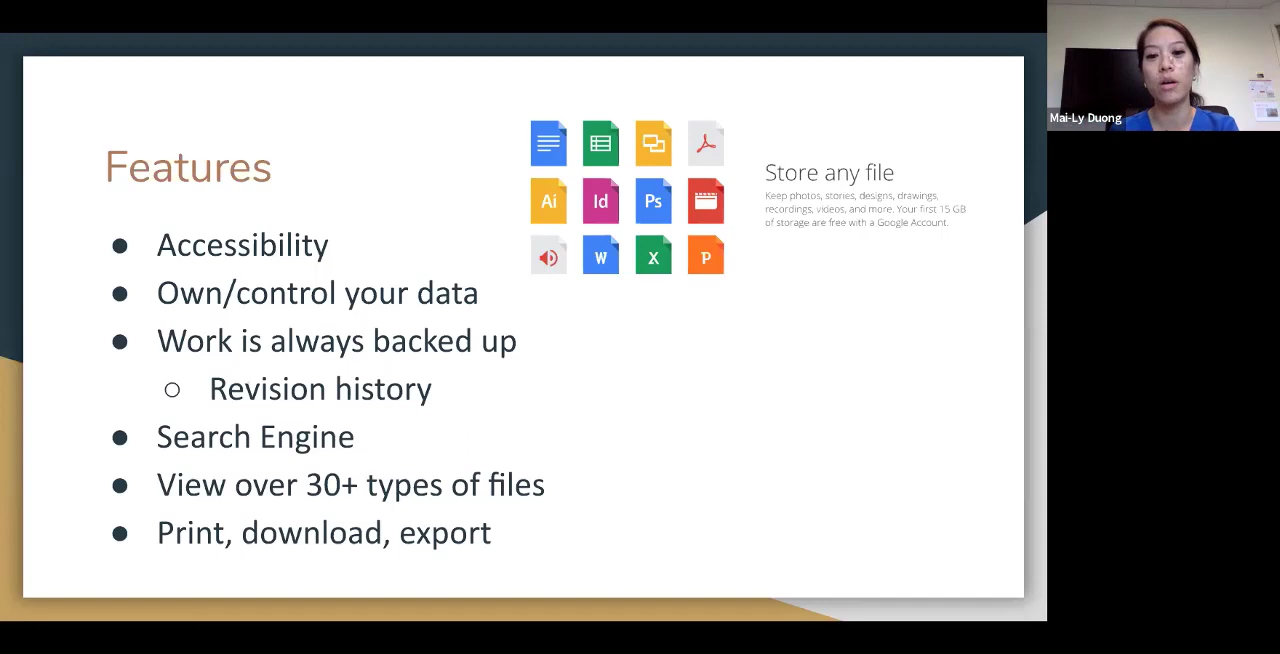 Features
● Accessibility
● Own/control your data
● Work is always backed up
○ Revision history
● Search Engine
● View over 30+ types of files
● Print, download, export
Ai Id Ps
W X P
Store any file
Keep photos, stories, designs, drawings,
recordings, videos, and more. Your first 15 GB
of storage are free with a Google Account.
Mai-Ly Duong